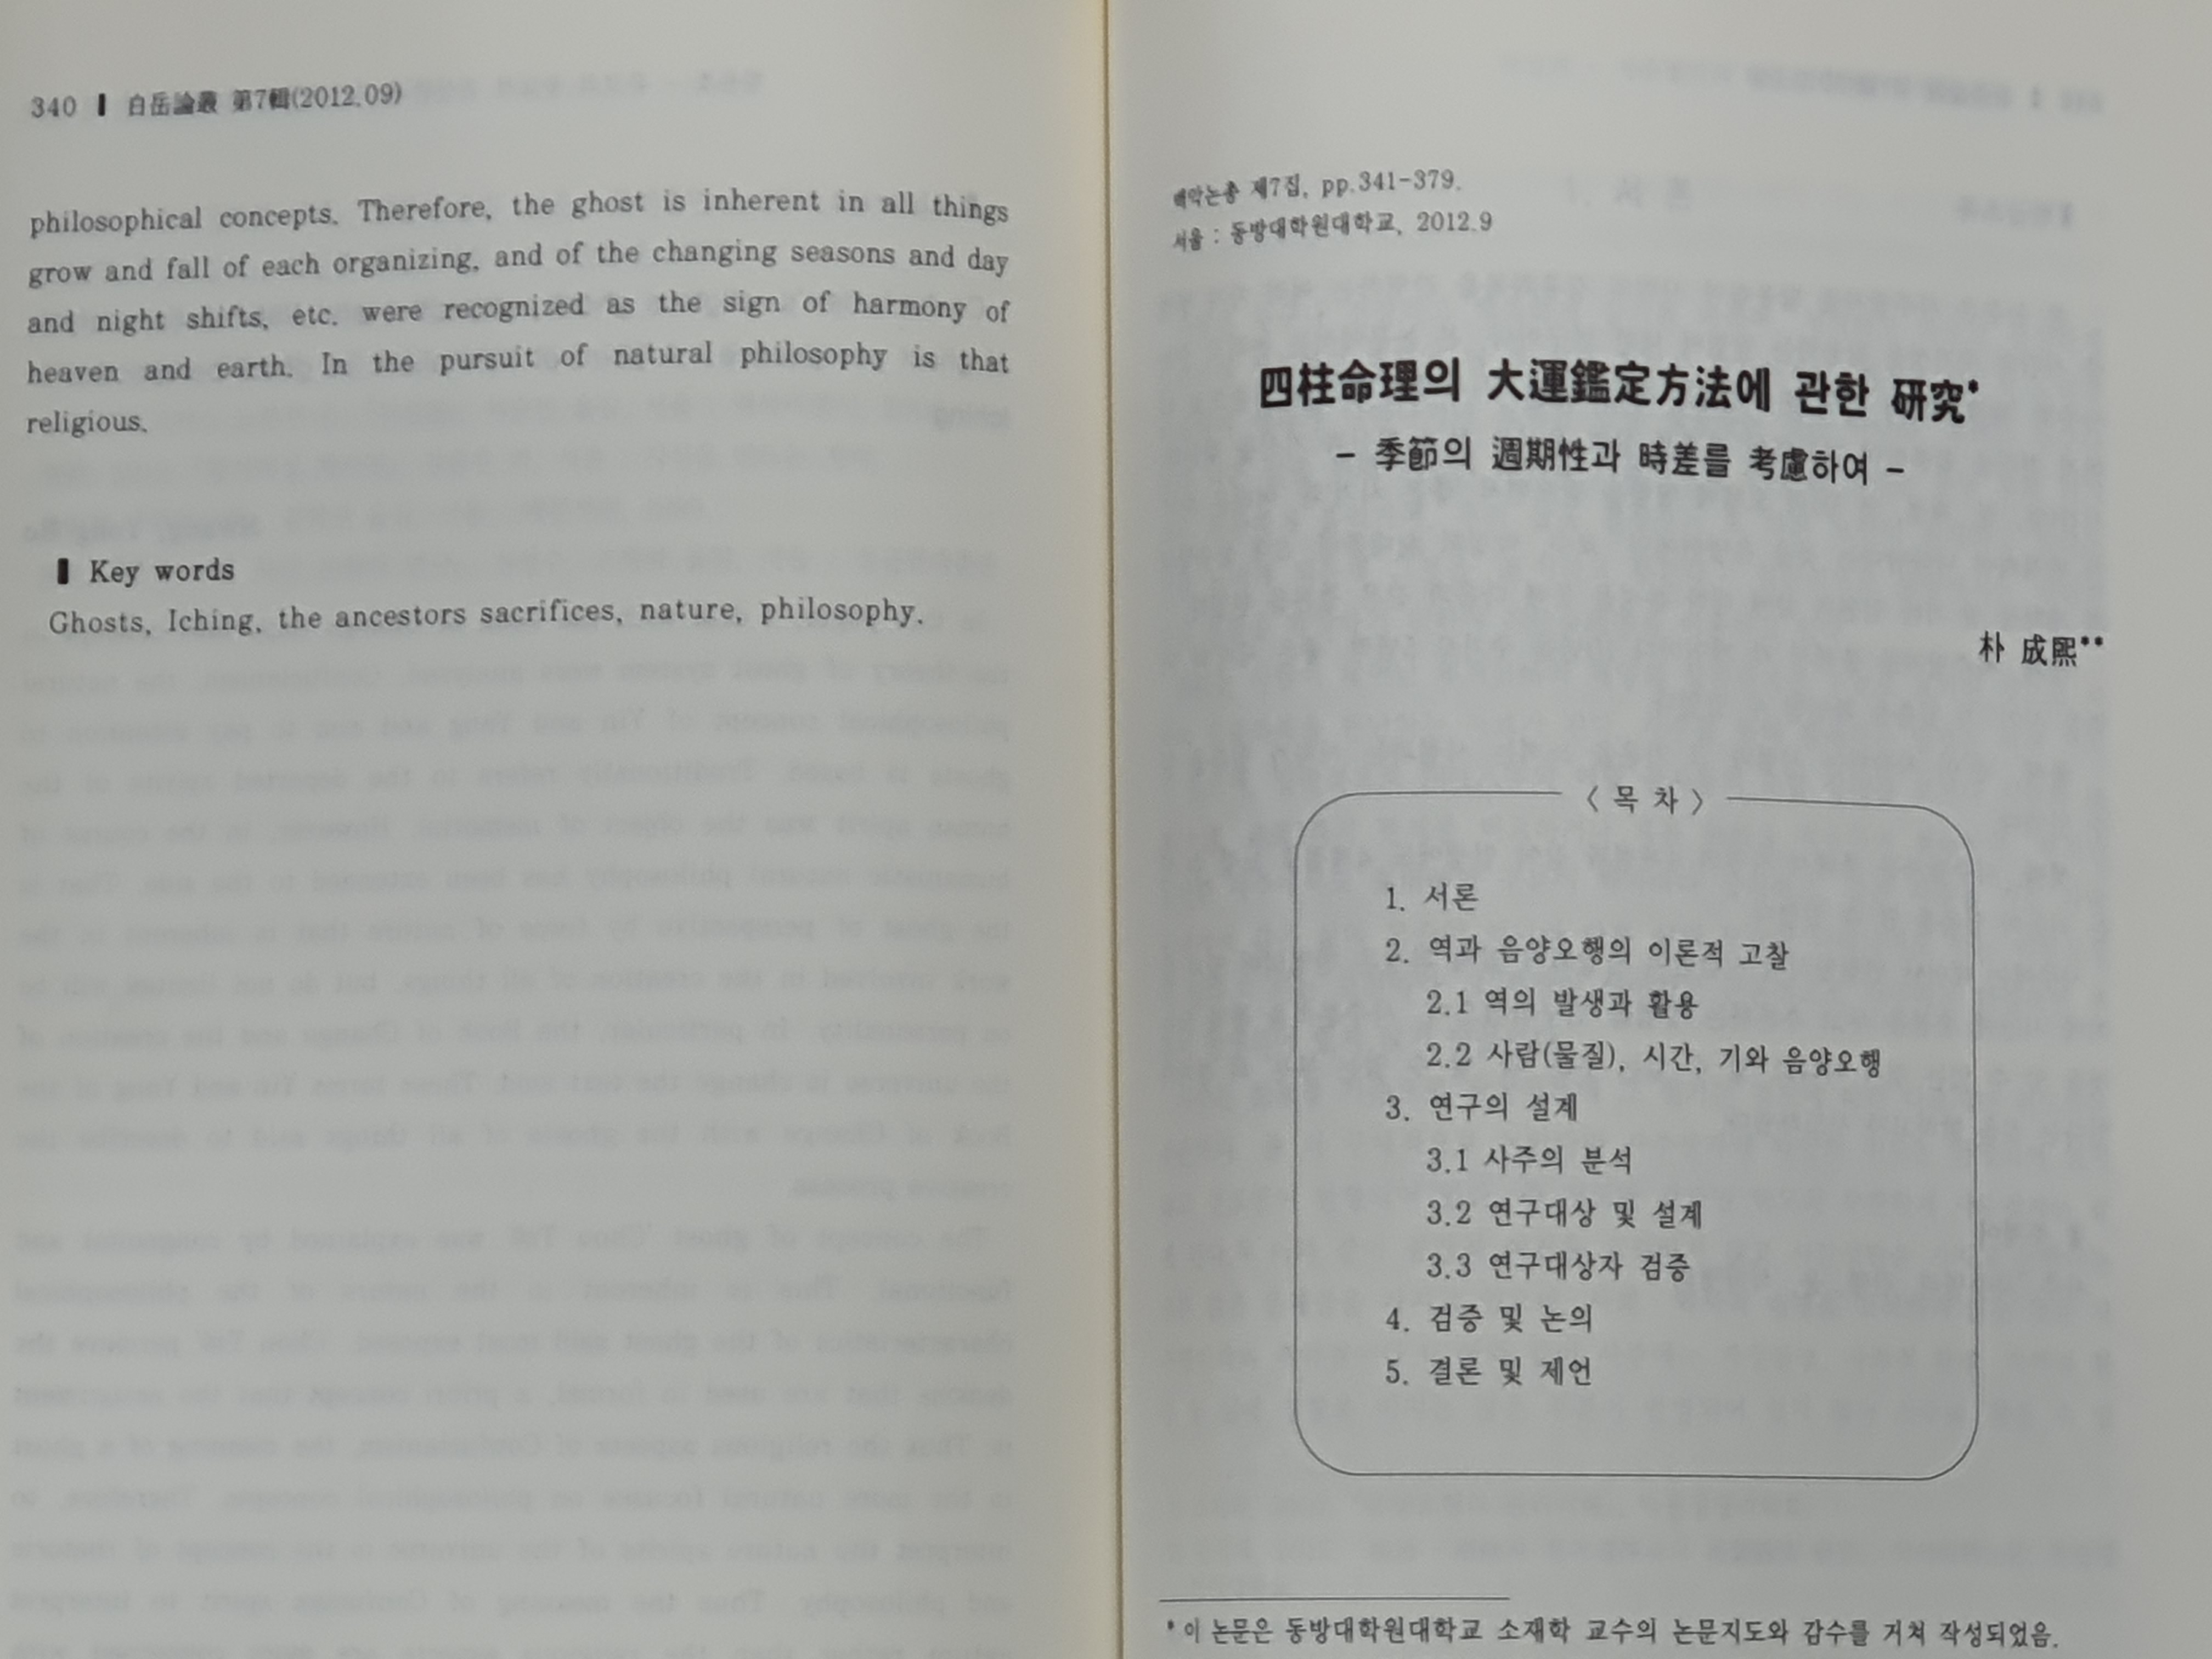 340 ▌ 白岳論叢 第7輯(2012.09)
philosophical concepts. Therefore, the ghost is inherent in all things
grow and fall of each organizing, and of the changing seasons and day
and night shifts, etc. were recognized as the sign of harmony of
heaven and earth. In the pursuit of natural philosophy is that
religious.
▌ Key words
Ghosts, Iching, the ancestors sacrifices, nature, philosophy.
백악논총 제7집, pp.341-379.
서울 : 동방대학원대학교, 2012.9
四柱命理의 大運鑑定方法에 관한 研究*
- 季節의 週期性과 時差를 考慮하여 -
朴 成熙**
〈 목 차 〉
1. 서론
2. 역과 음양오행의 이론적 고찰
2.1 역의 발생과 활용
2.2 사람(물질), 시간, 기와 음양오행
3. 연구의 설계
3.1 사주의 분석
3.2 연구대상 및 설계
3.3 연구대상자 검증
4. 검증 및 논의
5. 결론 및 제언
* 이 논문은 동방대학원대학교 소재학 교수의 논문지도와 감수를 거쳐 작성되었음.